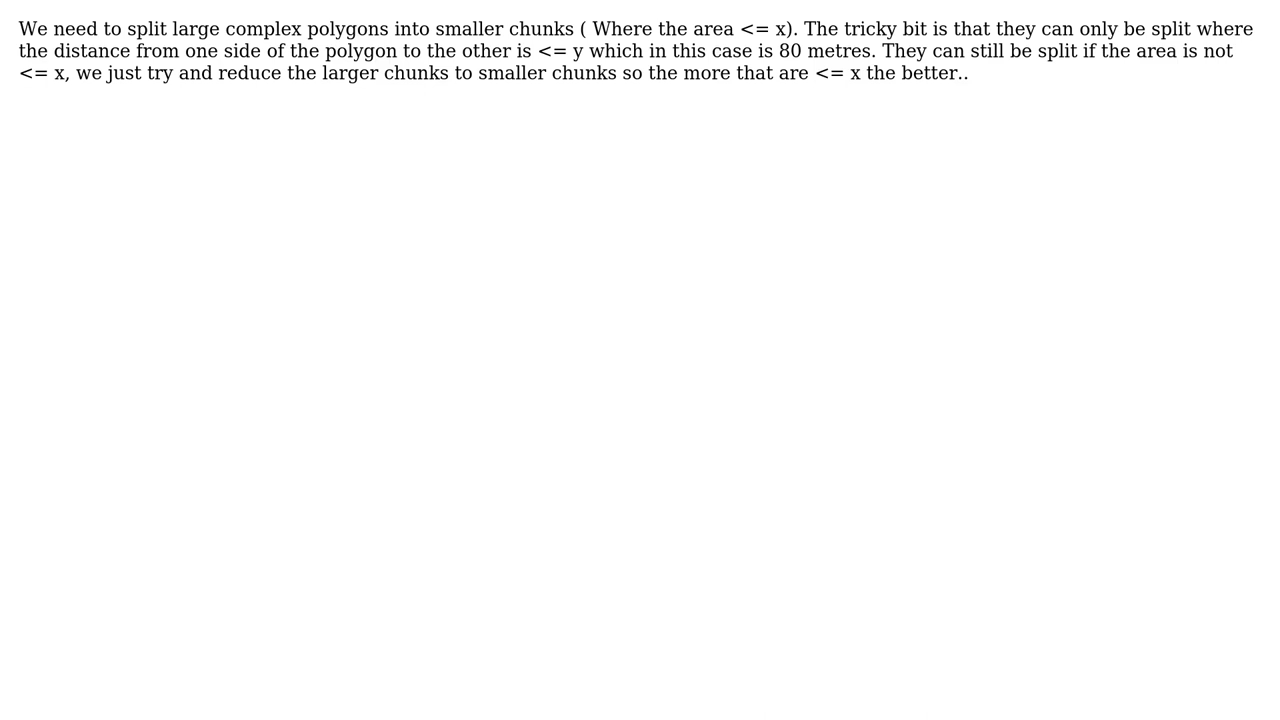 We need to split large complex polygons into smaller chunks ( Where the area <= x). The tricky bit is that they can only be split where
the distance from one side of the polygon to the other is <= y which in this case is 80 metres. They can still be split if the area is not
<= x, we just try and reduce the larger chunks to smaller chunks so the more that are <= x the better..